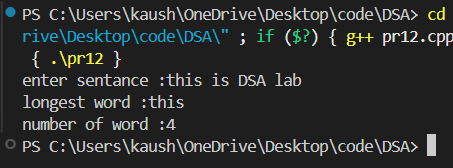 PS C:\Users\kaush\OneDrive\Desktop\code\DSA> cd
rive\Desktop\code\DSA\" ; if ($?) { g++ pr12.cpp
{ .\pr12 }
enter sentance :this is DSA lab
longest word :this
number of word :4
PS C:\Users\kaush\OneDrive\Desktop\code\DSA>